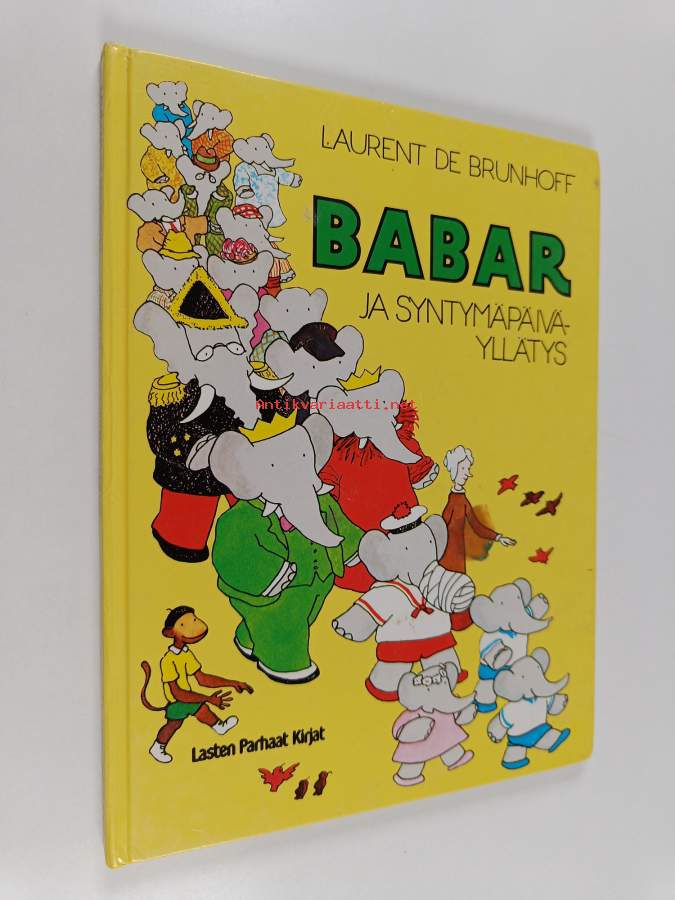 LAURENT DE BRUNHOFF
BABAR
JA SYNTYMÄPÄIVÄ-
YLLÄTYS
antikvariaatti.net
Lasten Parhaat Kirjat